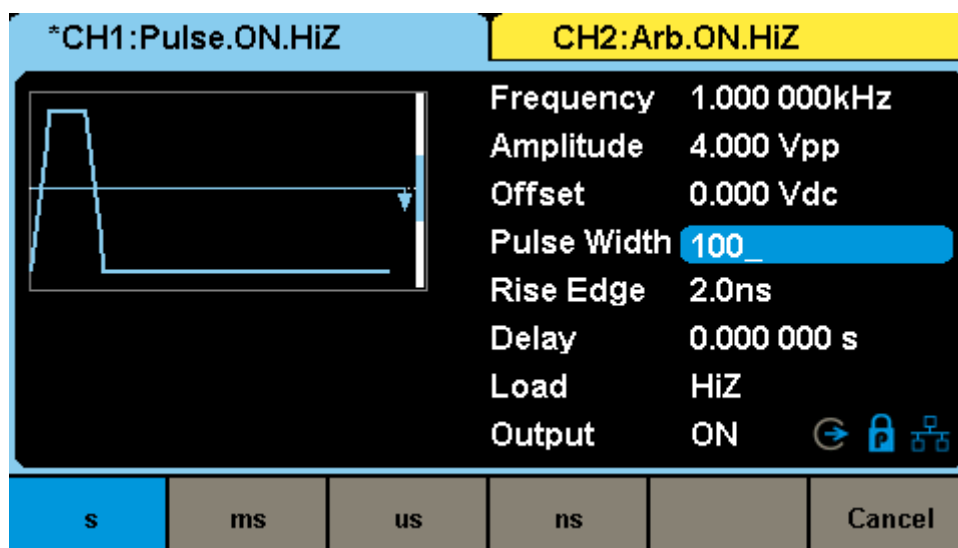 *CH1:Pulse.ON.HiZ CH2:Arb.ON.HiZ
Frequency 1.000 000kHz
Amplitude 4.000 Vpp
Offset 0.000 Vdc
Pulse Width 100_
Rise Edge 2.0ns
Delay 0.000 000 s
Load HiZ
Output ON
s ms us ns Cancel